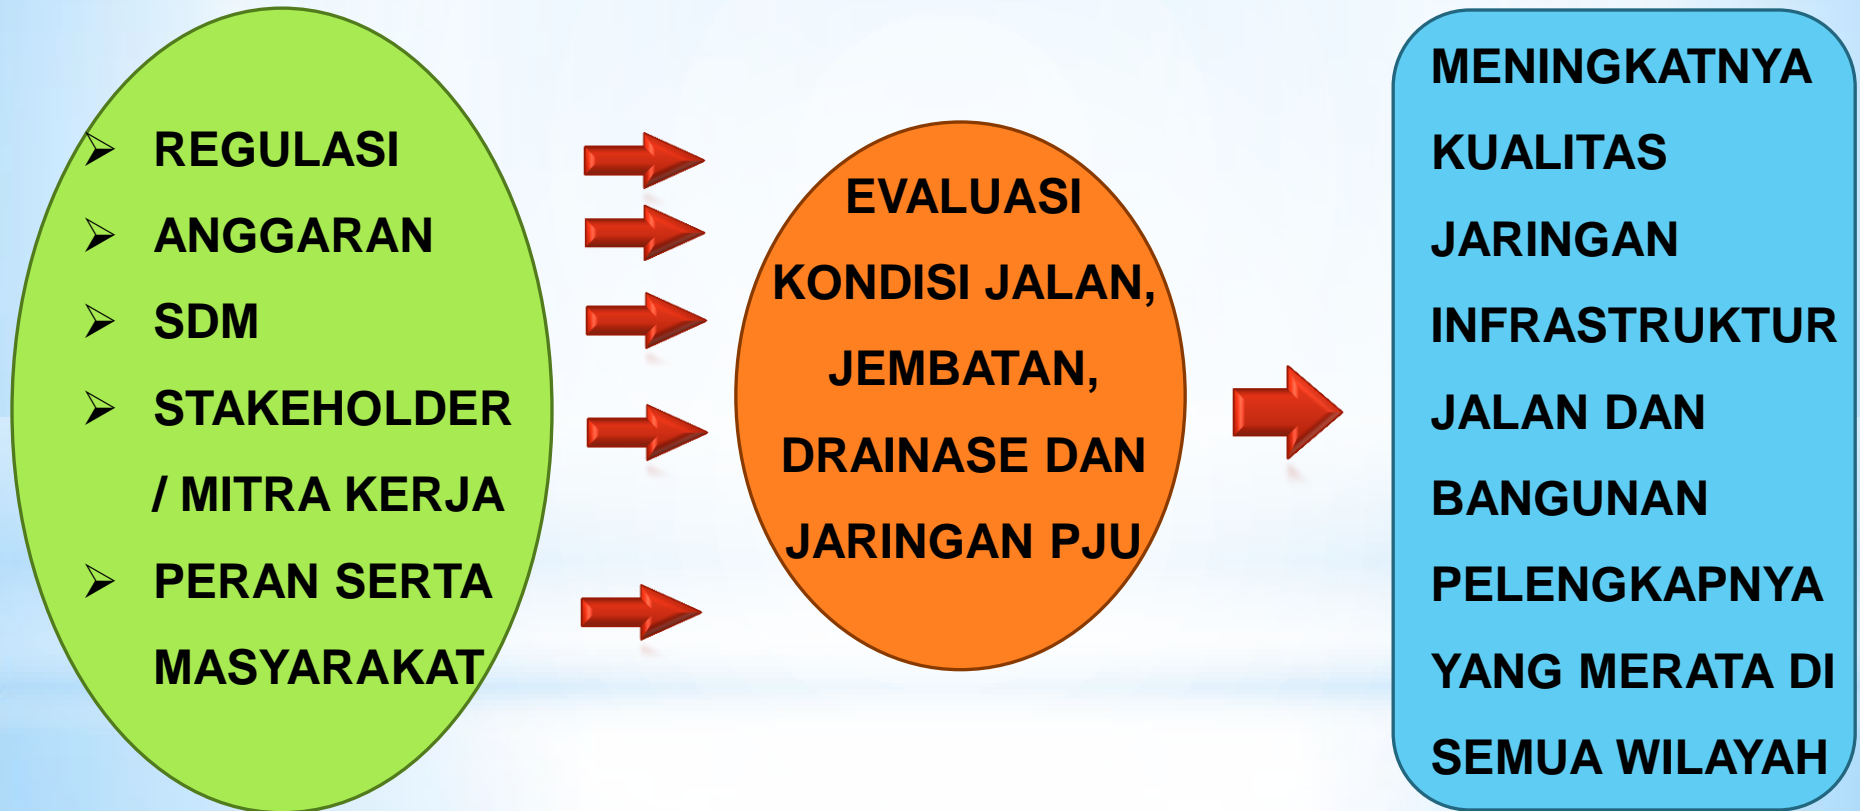 ➢ REGULASI
➢ ANGGARAN
➢ SDM
➢ STAKEHOLDER
/ MITRA KERJA
➢ PERAN SERTA
MASYARAKAT
EVALUASI
KONDISI JALAN,
JEMBATAN,
DRAINASE DAN
JARINGAN PJU
MENINGKATNYA
KUALITAS
JARINGAN
INFRASTRUKTUR
JALAN DAN
BANGUNAN
PELENGKAPNYA
YANG MERATA DI
SEMUA WILAYAH